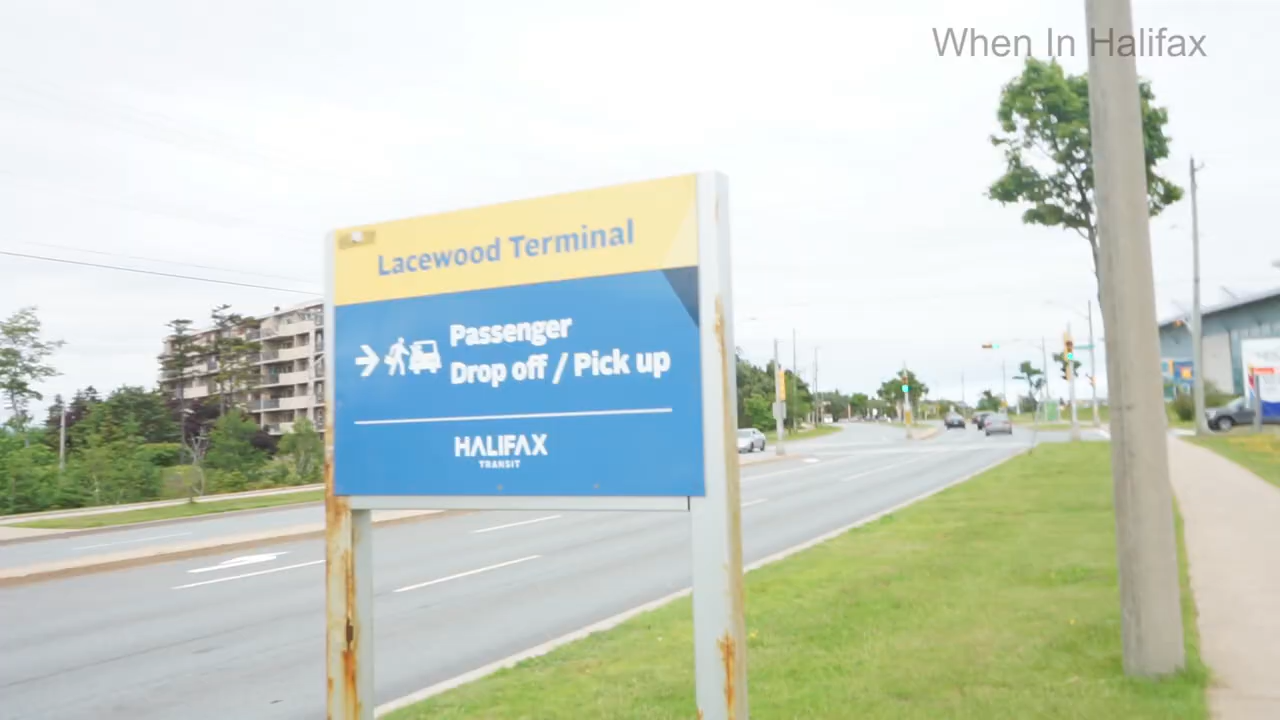 When In Halifax
Lacewood Terminal
Passenger
Drop off / Pick up
HALIFAX
TRANSIT